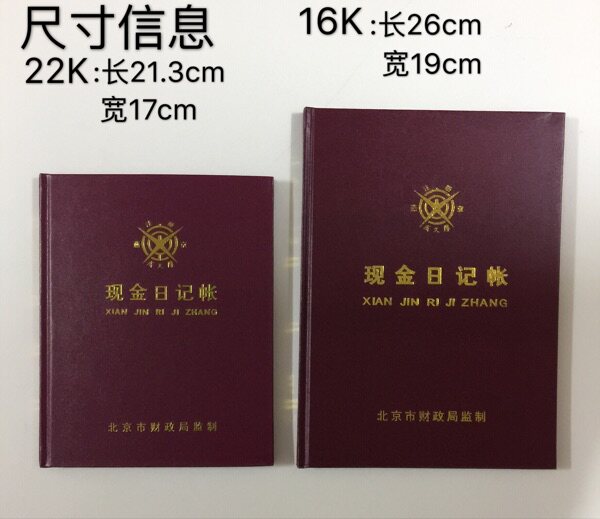 尺寸信息
22K:长21.3cm
宽17cm
16K:长26cm
宽19cm
现金日记帐
XIAN JIN RI JI ZHANG
北京市财政局监制
现金日记帐
XIAN JIN RI JI ZHANG
北京市财政局监制